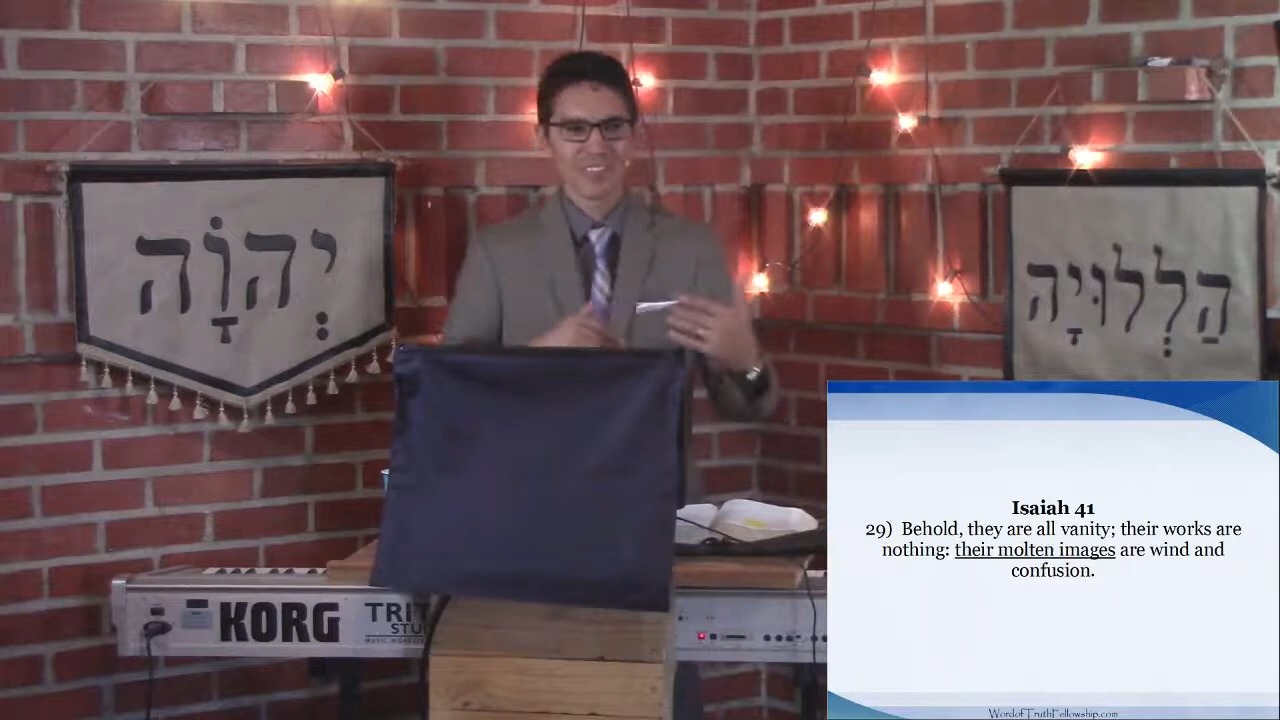 יְהוָֹה
הַלְלוּיָה
Isaiah 41
29) Behold, they are all vanity; their works are
nothing: their molten images are wind and
confusion.
KORG
TRIT
STU
WordofTruthFellowship.com